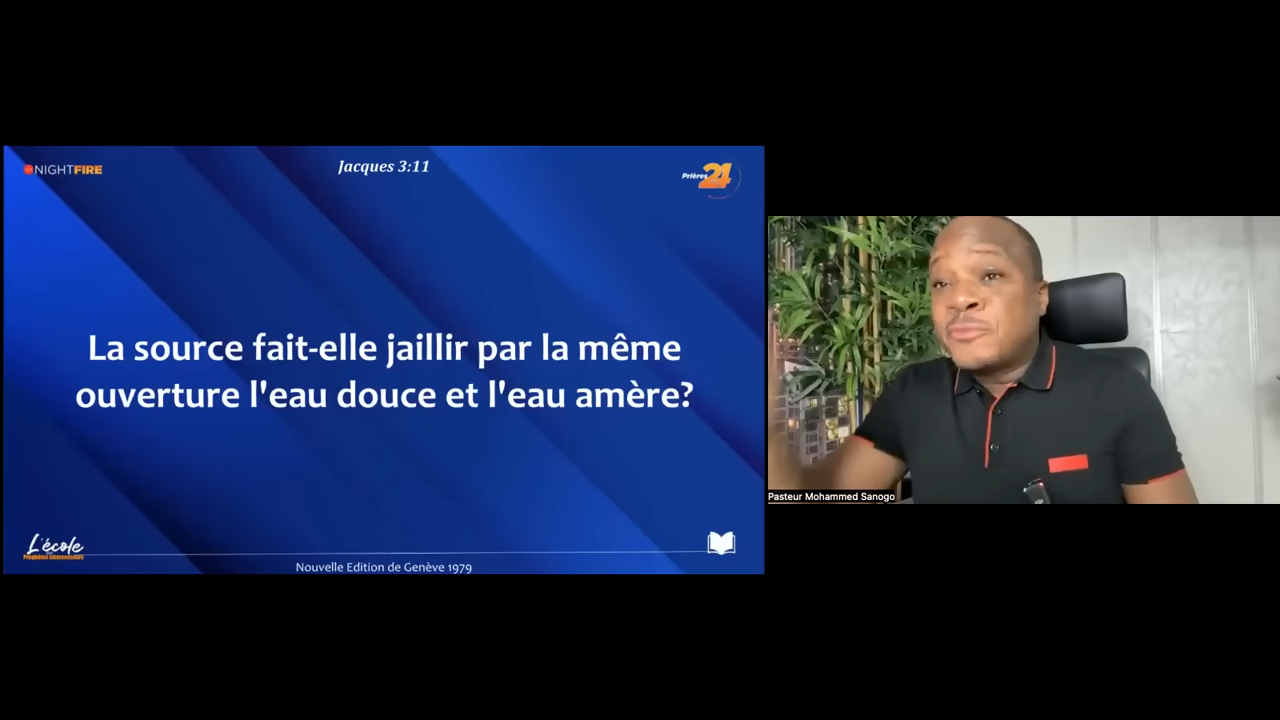 NIGHTFIRE
Jacques 3:11
Prières 24
La source fait-elle jaillir par la même
ouverture l'eau douce et l'eau amère?
L'école
Nouvelle Edition de Genève 1979
Pasteur Mohammed Sanogo